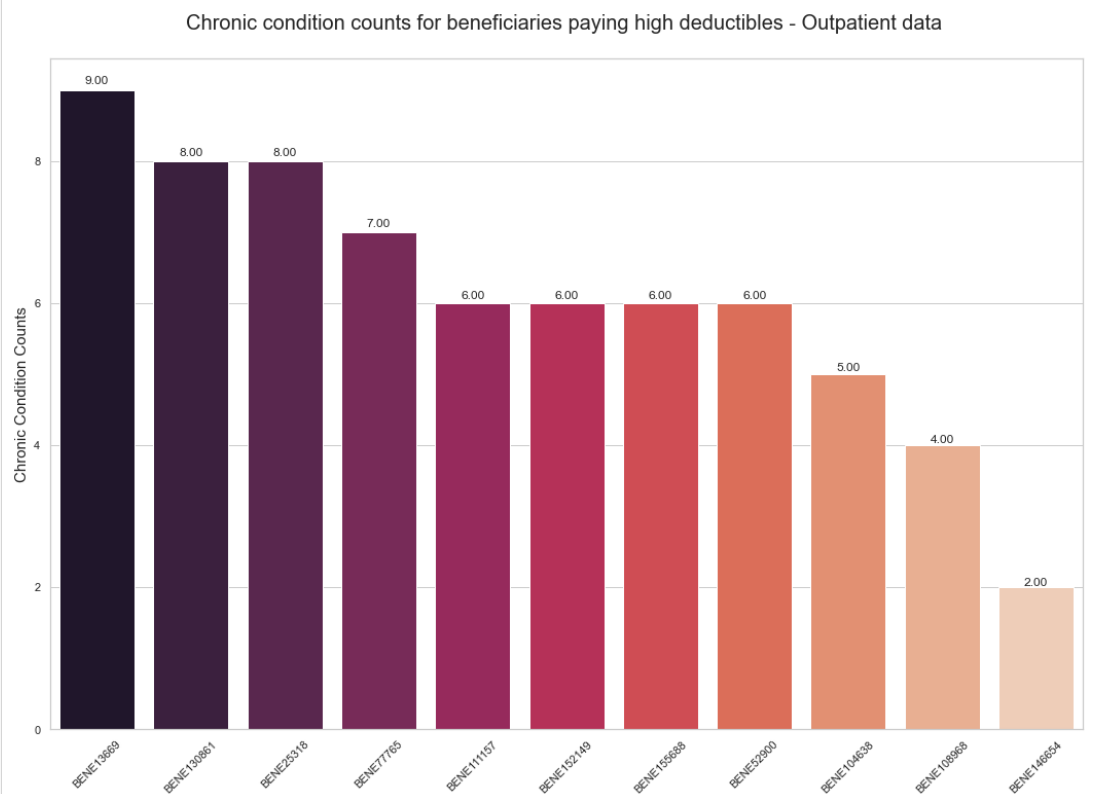 Chronic condition counts for beneficiaries paying high deductibles - Outpatient data
Chronic Condition Counts
8
6
4
2
0
9.00
8.00
8.00
7.00
6.00
6.00
6.00
6.00
5.00
4.00
2.00
BENE13669
BENE130861
BENE25318
BENE77765
BENE111157
BENE152149
BENE155688
BENE52900
BENE104638
BENE108968
BENE146654